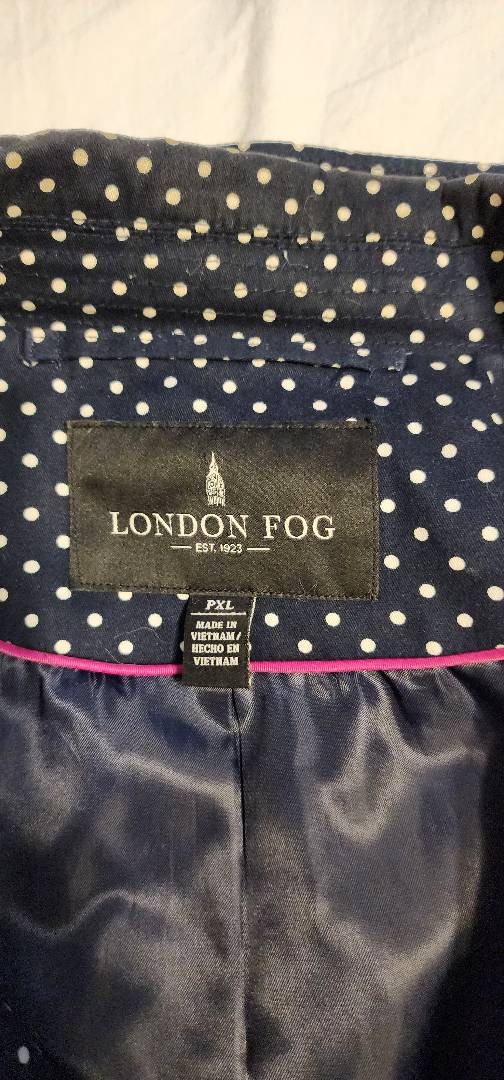 LONDON FOG
EST. 1923
PXL
MADE IN
VIETNAM/
HECHO EN
VIETNAM